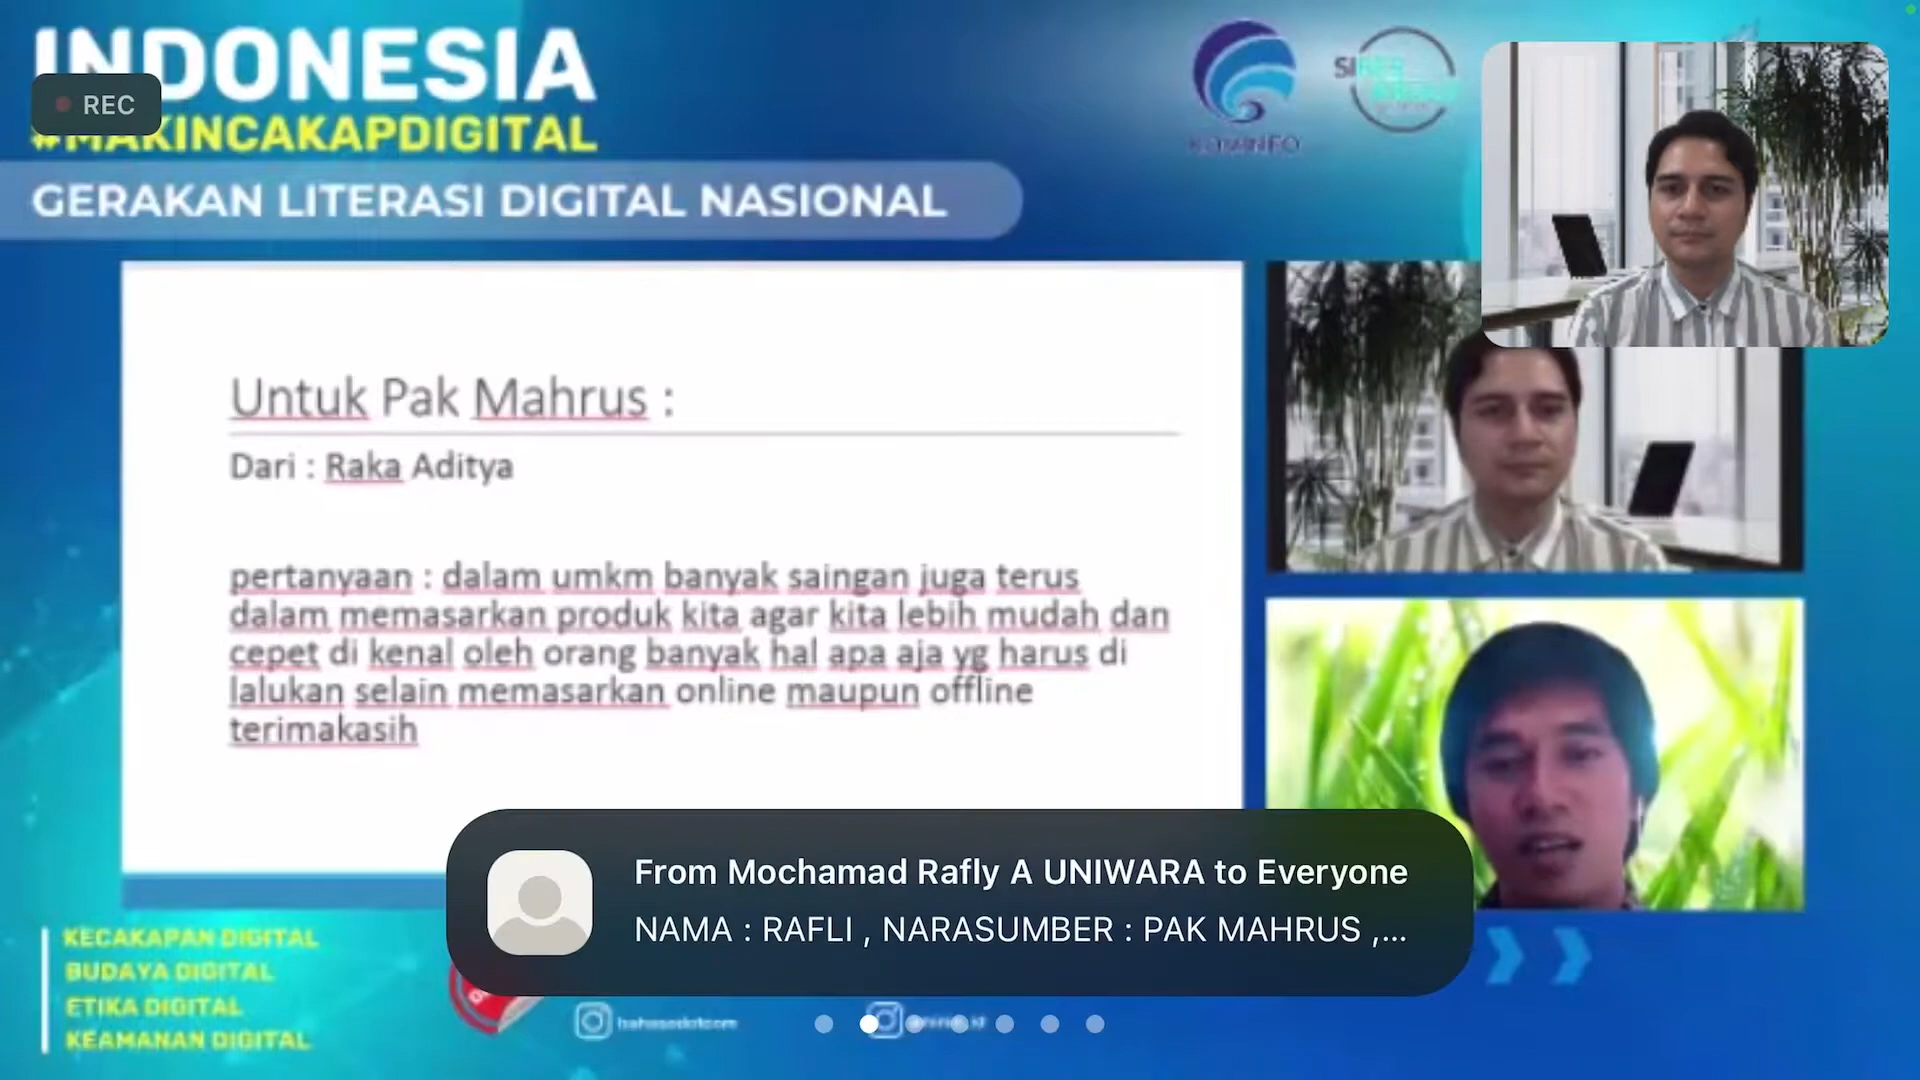 INDONESIA
REC
#MAKINCAKAPDIGITAL
KOMINFO
GERAKAN LITERASI DIGITAL NASIONAL
Untuk Pak Mahrus :
Dari : Raka Aditya
pertanyaan : dalam umkm banyak saingan juga terus
dalam memasarkan produk kita agar kita lebih mudah dan
cepet di kenal oleh orang banyak hal apa aja yg harus di
lalukan selain memasarkan online maupun offline
terimakasih
From Mochamad Rafly A UNIWARA to Everyone
NAMA : RAFLI , NARASUMBER : PAK MAHRUS ,...
KECAKAPAN DIGITAL
BUDAYA DIGITAL
ETIKA DIGITAL
KEAMANAN DIGITAL